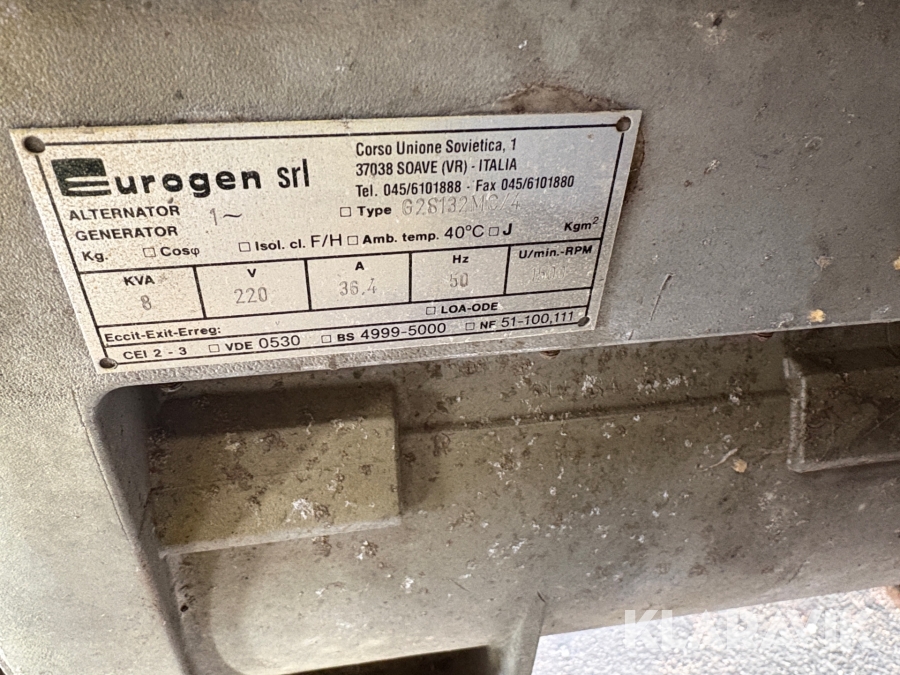 Eurogen srl
Corso Unione Sovietica, 1
37038 SOAVE (VR) - ITALIA
Tel. 045/6101888 - Fax 045/6101880
ALTERNATOR
GENERATOR
1~
Type
Kg. Cosφ Isol. cl. F/H Amb. temp. 40°C J Kgm²
KVA V A Hz U/min.-RPM
8 220 36.4 50
LOA-ODE
Eccit-Exit-Erreg:
CEI 2 - 3 VDE 0530 BS 4999-5000 NF 51-100,111
KLARAVIK